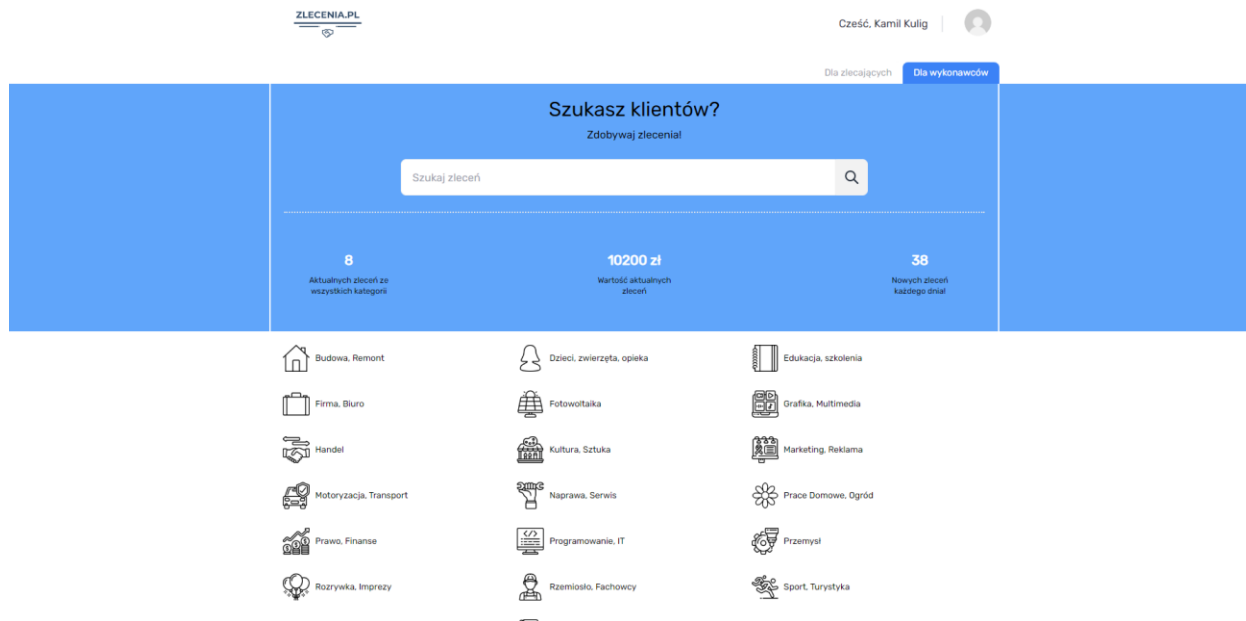 ZLECENIA.PL
Cześć, Kamil Kulig
Dla zlecających
Dla wykonawców
Szukasz klientów?
Zdobywaj zlecenia!
Szukaj zleceń
8
Aktualnych zleceń ze
wszystkich kategorii
10200 zł
Wartość aktualnych
zleceń
38
Nowych zleceń
każdego dnia!
Budowa, Remont
Dzieci, zwierzęta, opieka
Edukacja, szkolenia
Firma, Biuro
Fotowoltaika
Grafika, Multimedia
Handel
Kultura, Sztuka
Marketing, Reklama
Motoryzacja, Transport
Naprawa, Serwis
Prace Domowe, Ogród
Prawo, Finanse
Programowanie, IT
Przemysł
Rozrywka, Imprezy
Rzemiosło, Fachowcy
Sport, Turystyka